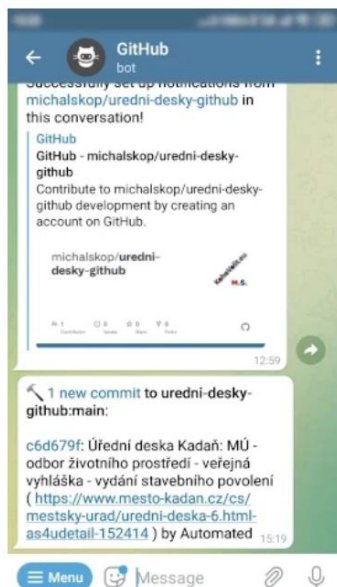 GitHub
bot
Successfully set up notifications from
michalskop/uredni-desky-github in
this conversation!
GitHub
GitHub - michalskop/uredni-desky-
github
Contribute to michalskop/uredni-desky-
github development by creating an
account on GitHub.
michalskop/uredni-
desky-github
KohoVolit.eu
M.S.
12:59
1 new commit to uredni-desky-
github:main:
c6d679f: Úřední deska Kadaň: MÚ -
odbor životního prostředí - veřejná
vyhláška - vydání stavebního povolení
( https://www.mesto-kadan.cz/cs/
mestsky-urad/uredni-deska-6.html-
as4udetail-152414 ) by Automated
15:19
Menu
Message